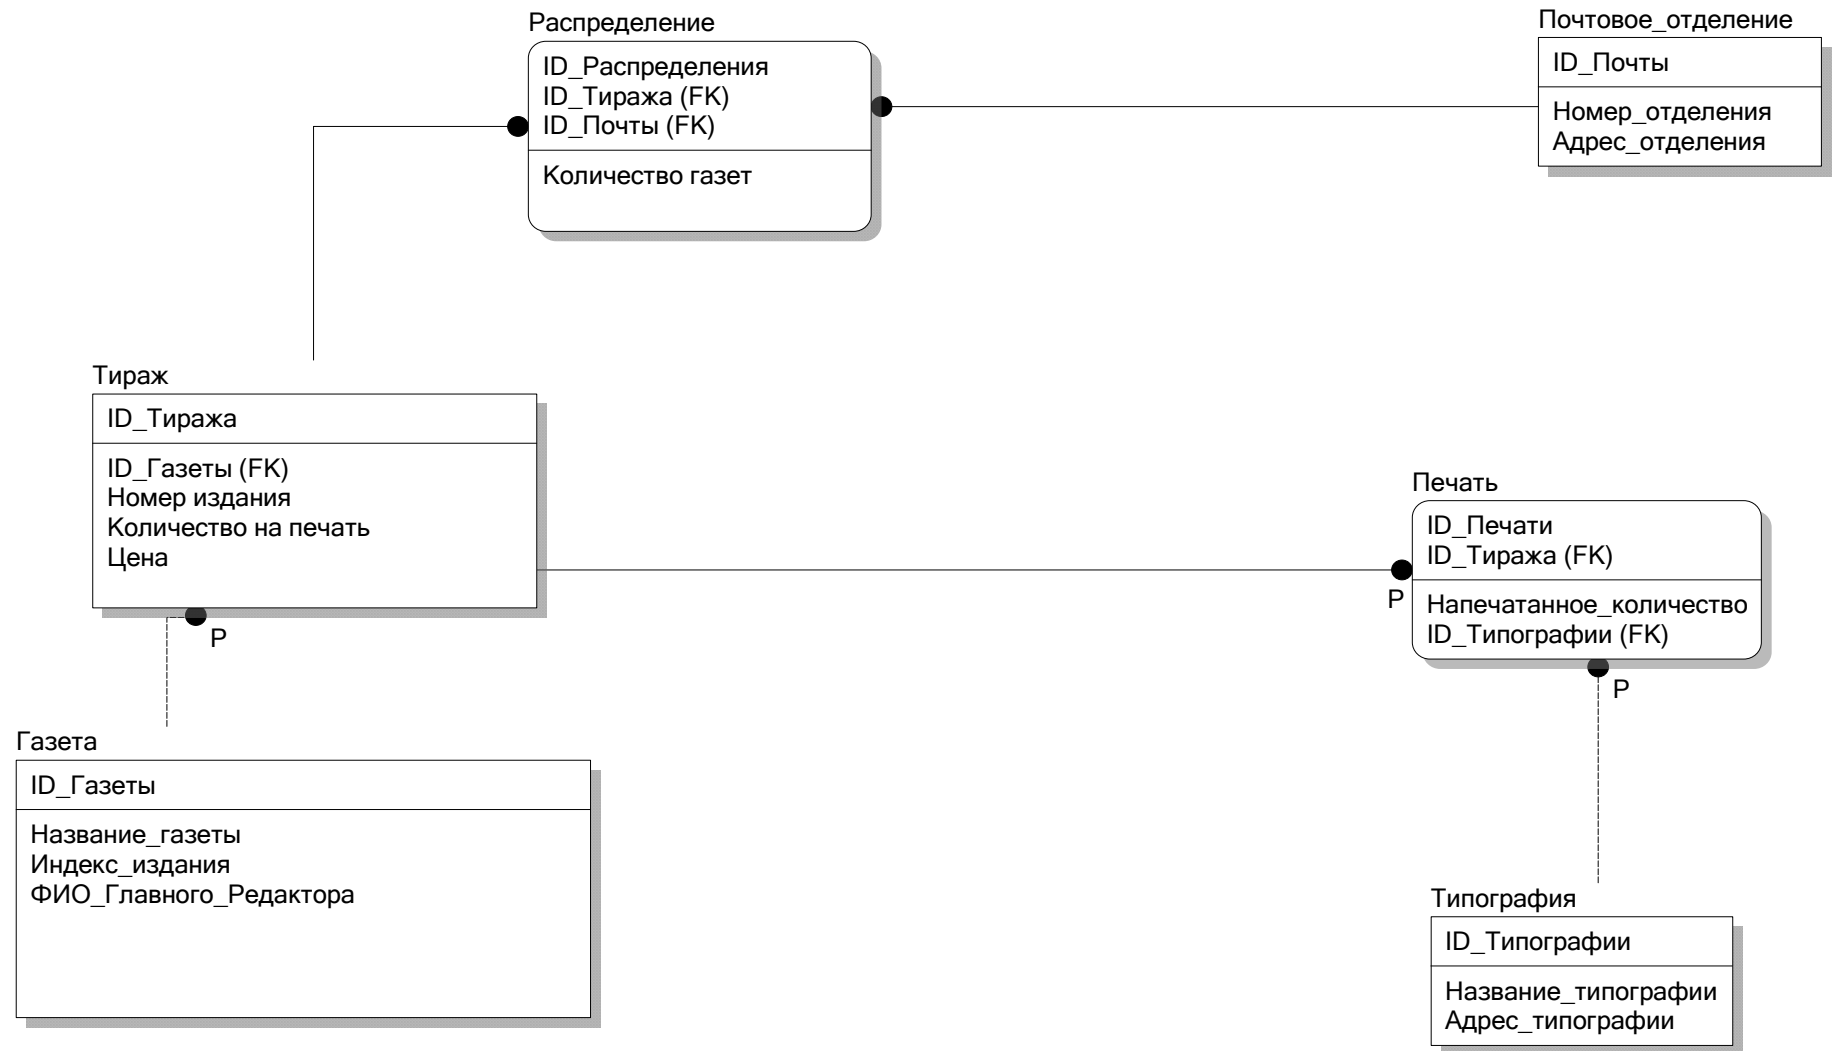 Распределение
ID_Распределения
ID_Тиража (FK)
ID_Почты (FK)
Количество газет
Почтовое_отделение
ID_Почты
Номер_отделения
Адрес_отделения
Тираж
ID_Тиража
ID_Газеты (FK)
Номер издания
Количество на печать
Цена
P
Печать
ID_Печати
ID_Тиража (FK)
Напечатанное_количество
ID_Типографии (FK)
P
P
Газета
ID_Газеты
Название_газеты
Индекс_издания
ФИО_Главного_Редактора
Типография
ID_Типографии
Название_типографии
Адрес_типографии